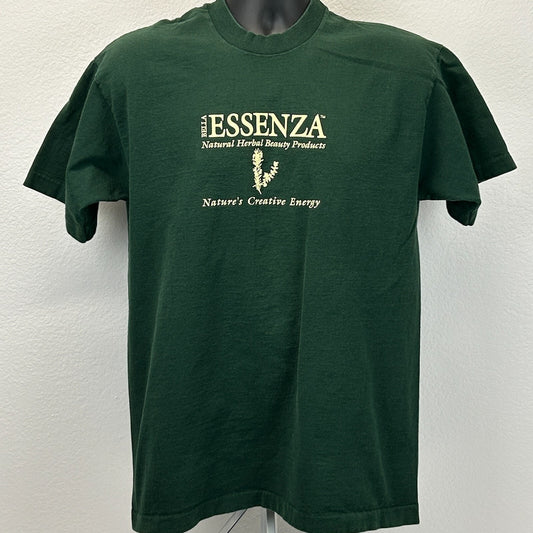 BELLA ESSENZA™
Natural Herbal Beauty Products
Nature's Creative Energy